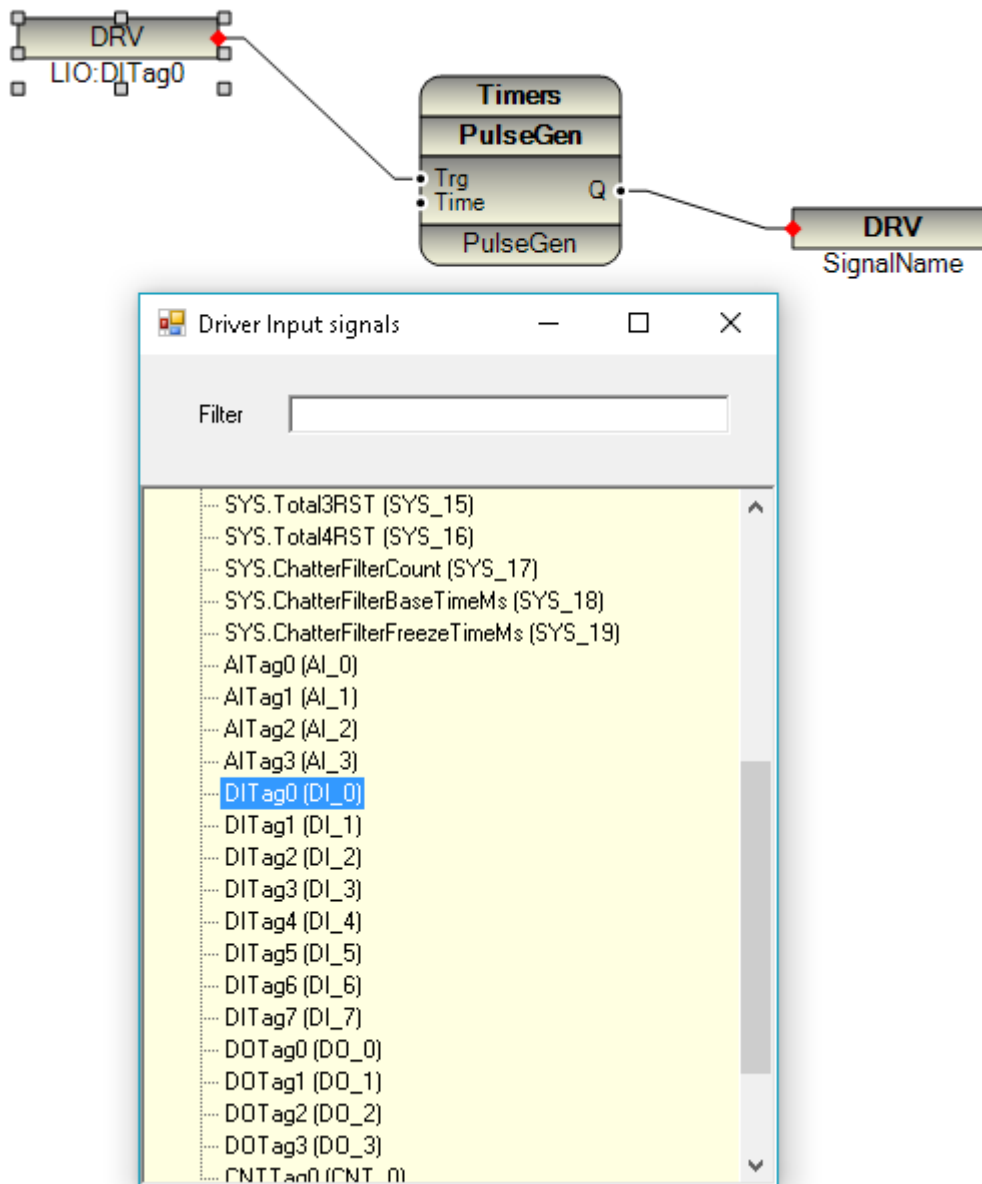 DRV
LIO:DITag0
Timers
PulseGen
Trg
Time
Q
PulseGen
DRV
SignalName
Driver Input signals
Filter
SYS.Total3RST (SYS_15)
SYS.Total4RST (SYS_16)
SYS.ChatterFilterCount (SYS_17)
SYS.ChatterFilterBaseTimeMs (SYS_18)
SYS.ChatterFilterFreezeTimeMs (SYS_19)
AITag0 (AI_0)
AITag1 (AI_1)
AITag2 (AI_2)
AITag3 (AI_3)
DITag0 (DI_0)
DITag1 (DI_1)
DITag2 (DI_2)
DITag3 (DI_3)
DITag4 (DI_4)
DITag5 (DI_5)
DITag6 (DI_6)
DITag7 (DI_7)
DOTag0 (DO_0)
DOTag1 (DO_1)
DOTag2 (DO_2)
DOTag3 (DO_3)
CNTTag0 (CNT_0)